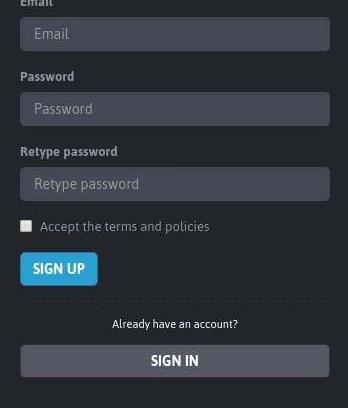 Email
Email
Password
Password
Retype password
Retype password
Accept the terms and policies
SIGN UP
Already have an account?
SIGN IN